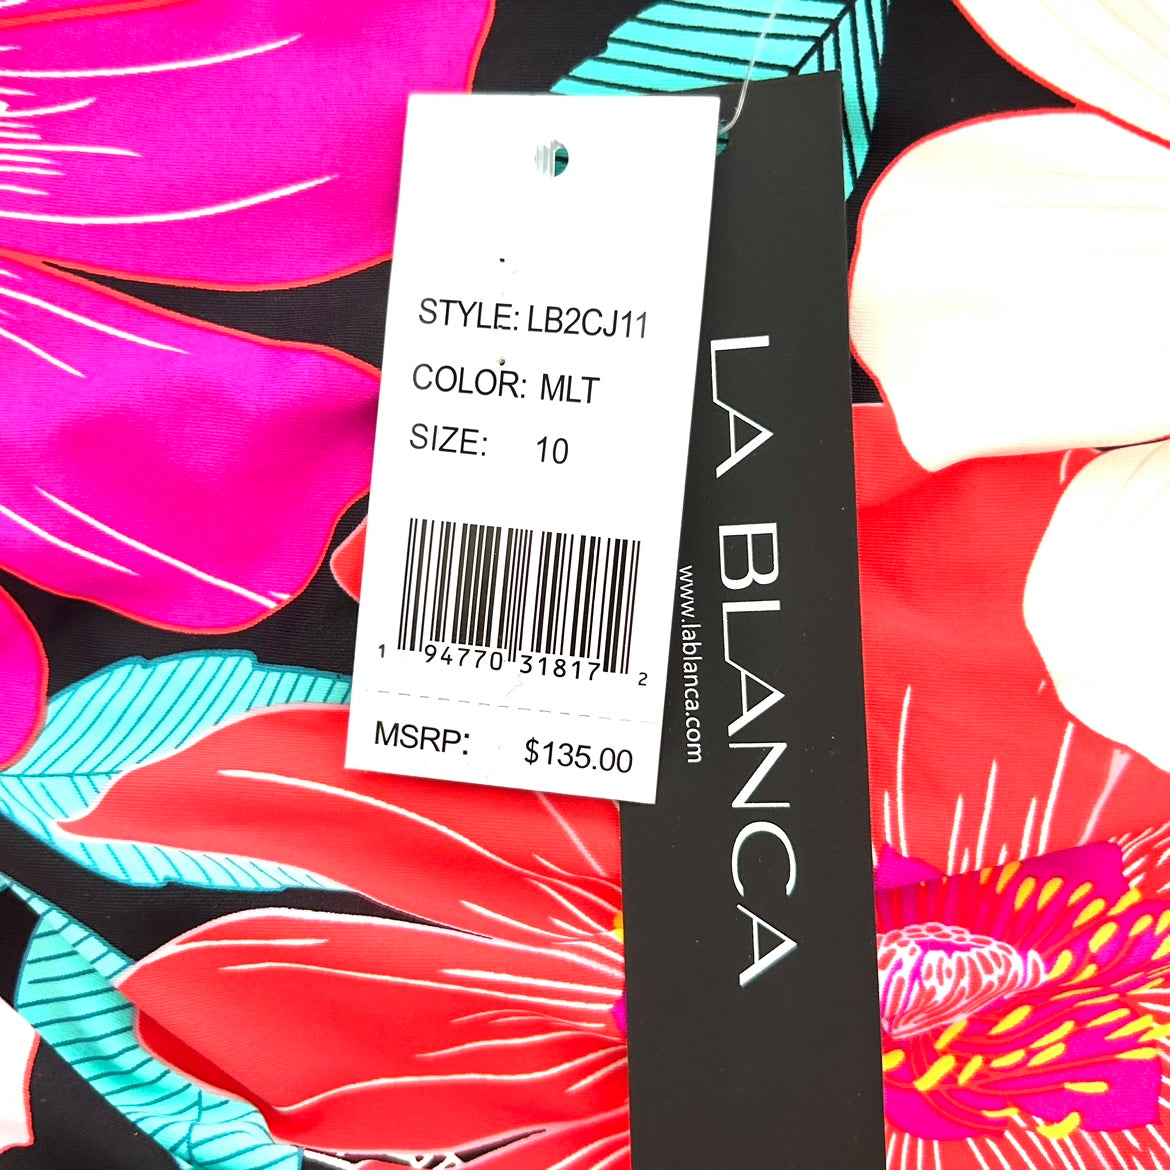 STYLE: LB2CJ11
COLOR: MLT
SIZE: 10
1 94770 31817 2
MSRP: $135.00
LA BLANCA
www.lablanca.com